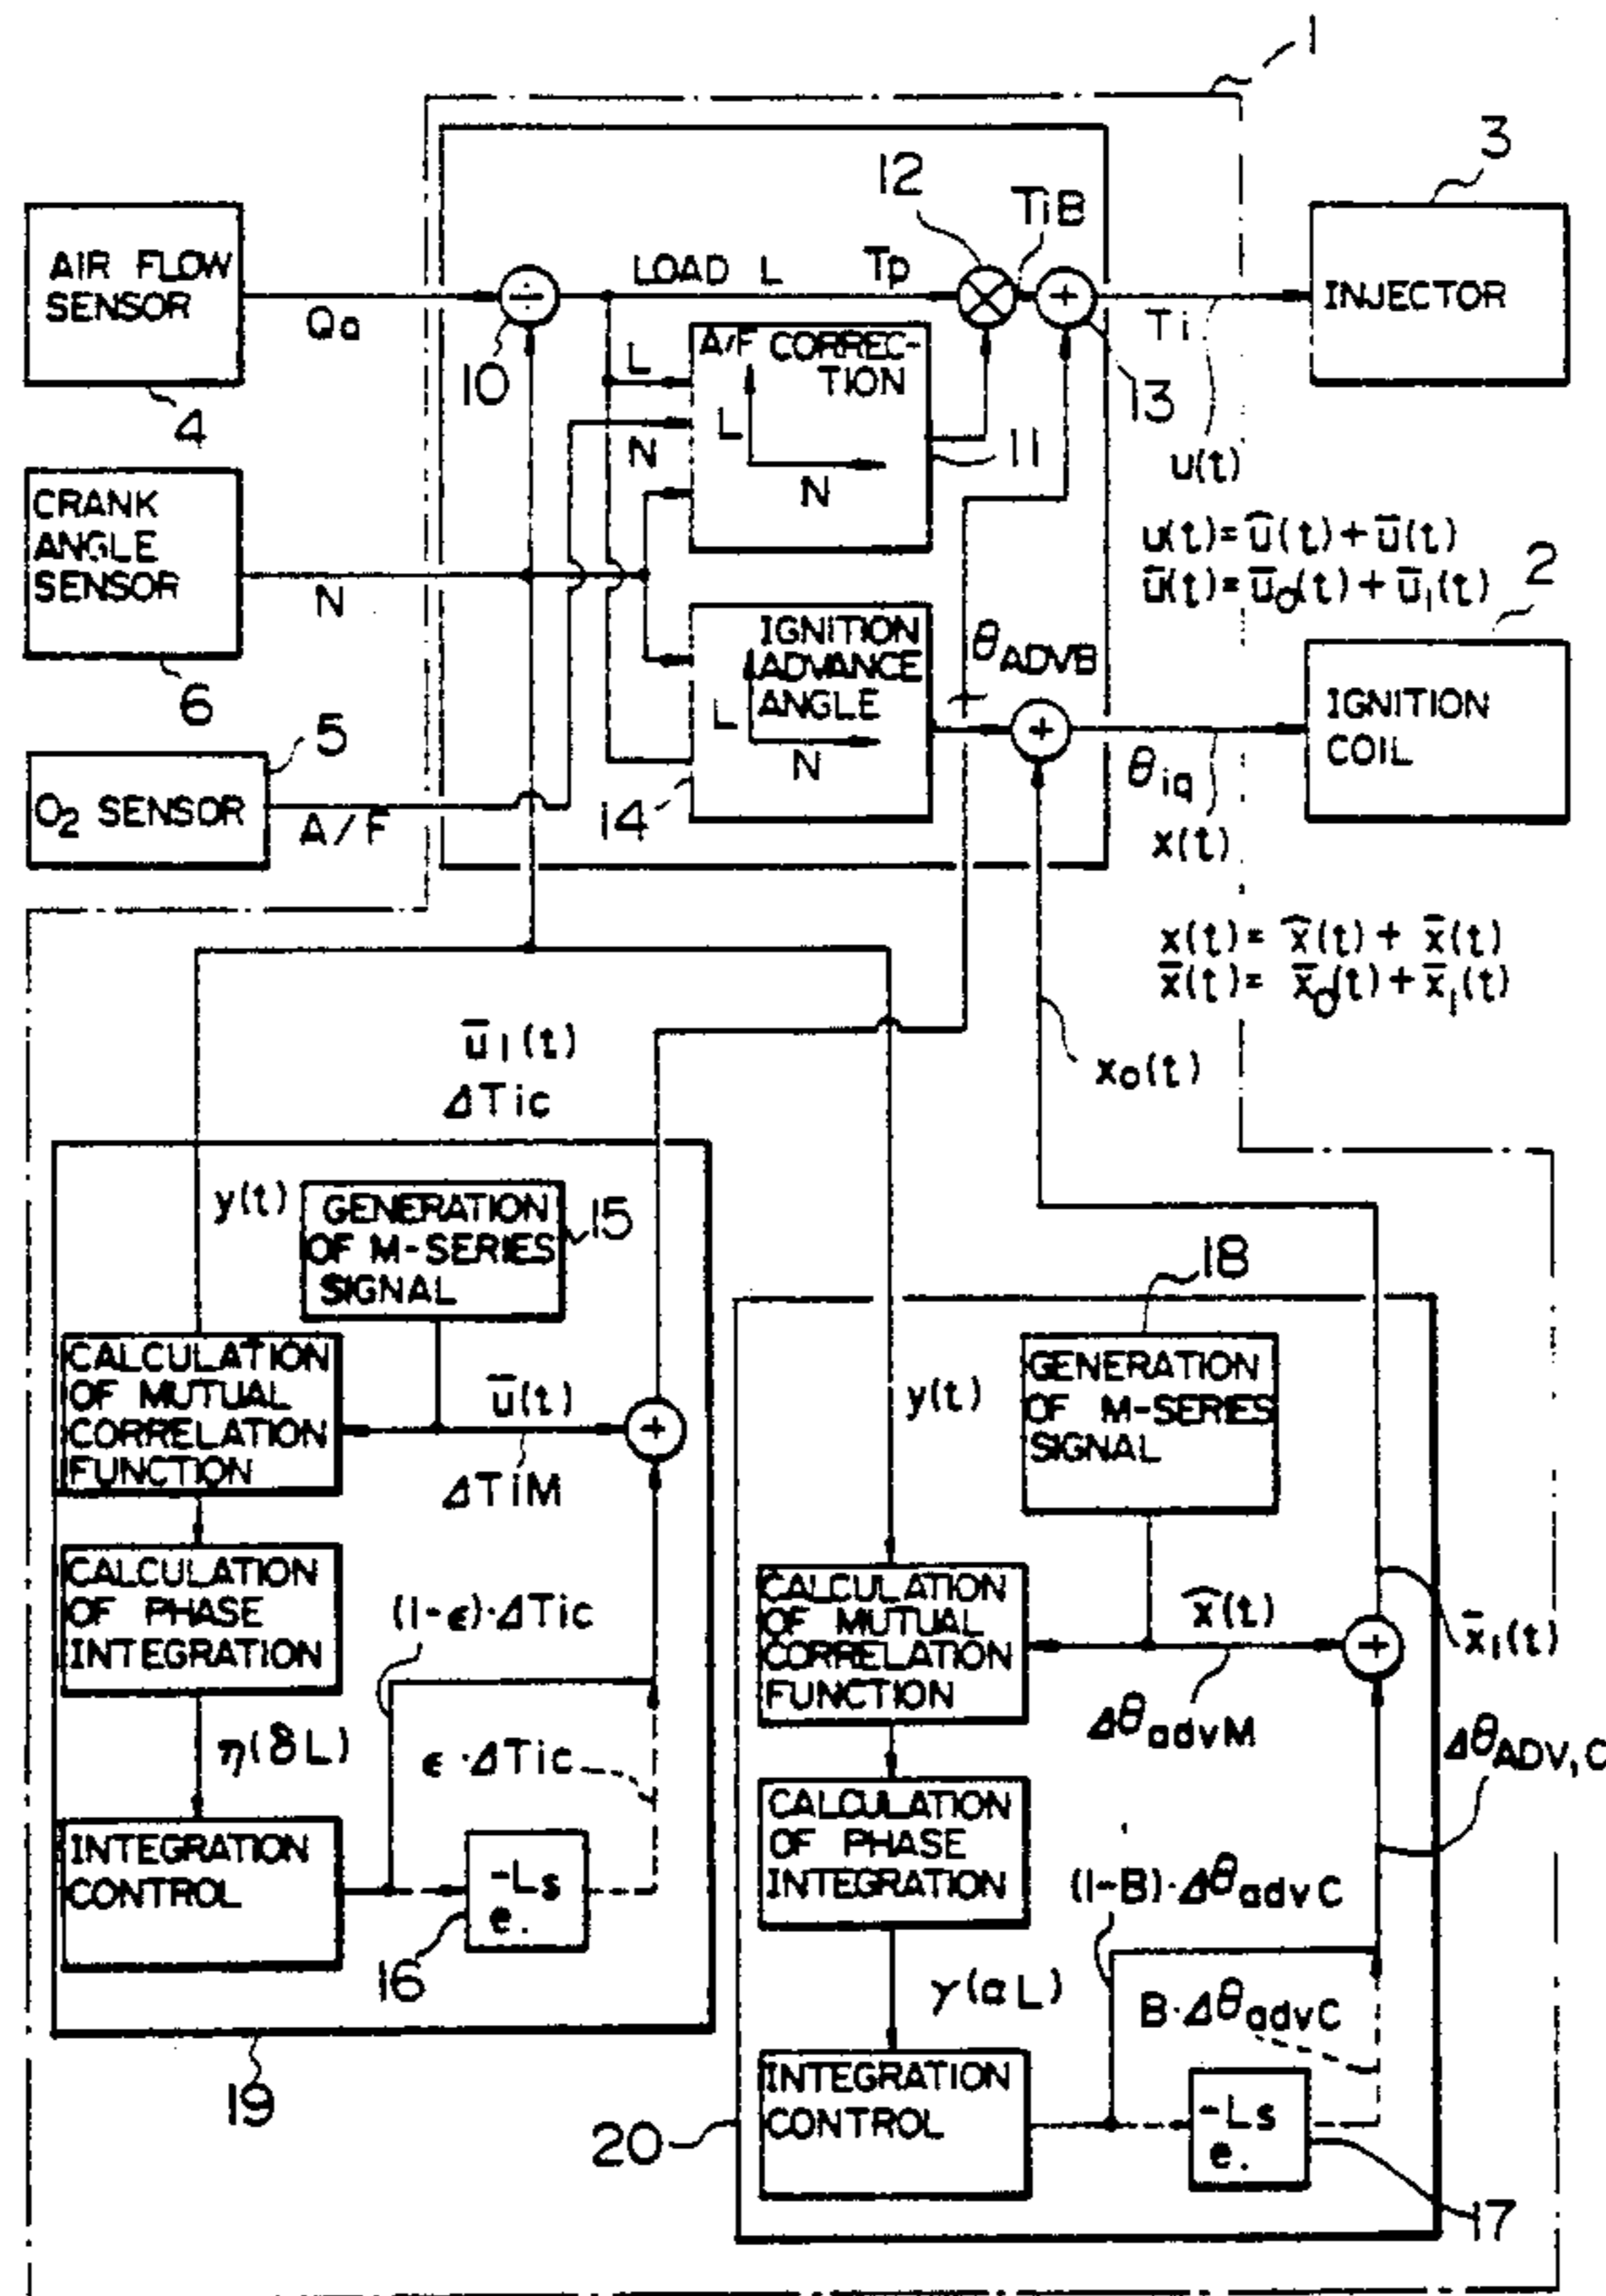 1
3
12
TiB
AIR FLOW
SENSOR
LOAD L
Tp
INJECTOR
Qa
10
Ti
13
4
A/F CORREC-
TION
L
N
L
N
11
u(t)
CRANK
ANGLE
SENSOR
N
6
u(t)=û(t)+ū(t)
ū(t)=ū₀(t)+ū₁(t)
2
IGNITION
ADVANCE
ANGLE
L
N
θADVB
IGNITION
COIL
5
O₂ SENSOR
A/F
14
θiq
x(t)
x(t)= x̂(t)+ x̄(t)
x̄(t)= x̄₀(t)+x̄₁(t)
ū₁(t)
ΔTic
x₀(t)
y(t)
GENERATION
OF M-SERIES
SIGNAL
15
18
CALCULATION
OF MUTUAL
CORRELATION
FUNCTION
ū(t)
ΔTiM
y(t)
GENERATION
OF M-SERIES
SIGNAL
CALCULATION
OF PHASE
INTEGRATION
(1-ϵ)·ΔTic
CALCULATION
OF MUTUAL
CORRELATION
FUNCTION
x̂(t)
x̄₁(t)
ΔθadvM
ΔθADV,C
η(δL)
ϵ·ΔTic
CALCULATION
OF PHASE
INTEGRATION
INTEGRATION
CONTROL
-Ls
e.
16
(1-B)·ΔθadvC
γ(αL)
B·ΔθadvC
19
INTEGRATION
CONTROL
-Ls
e.
20
17